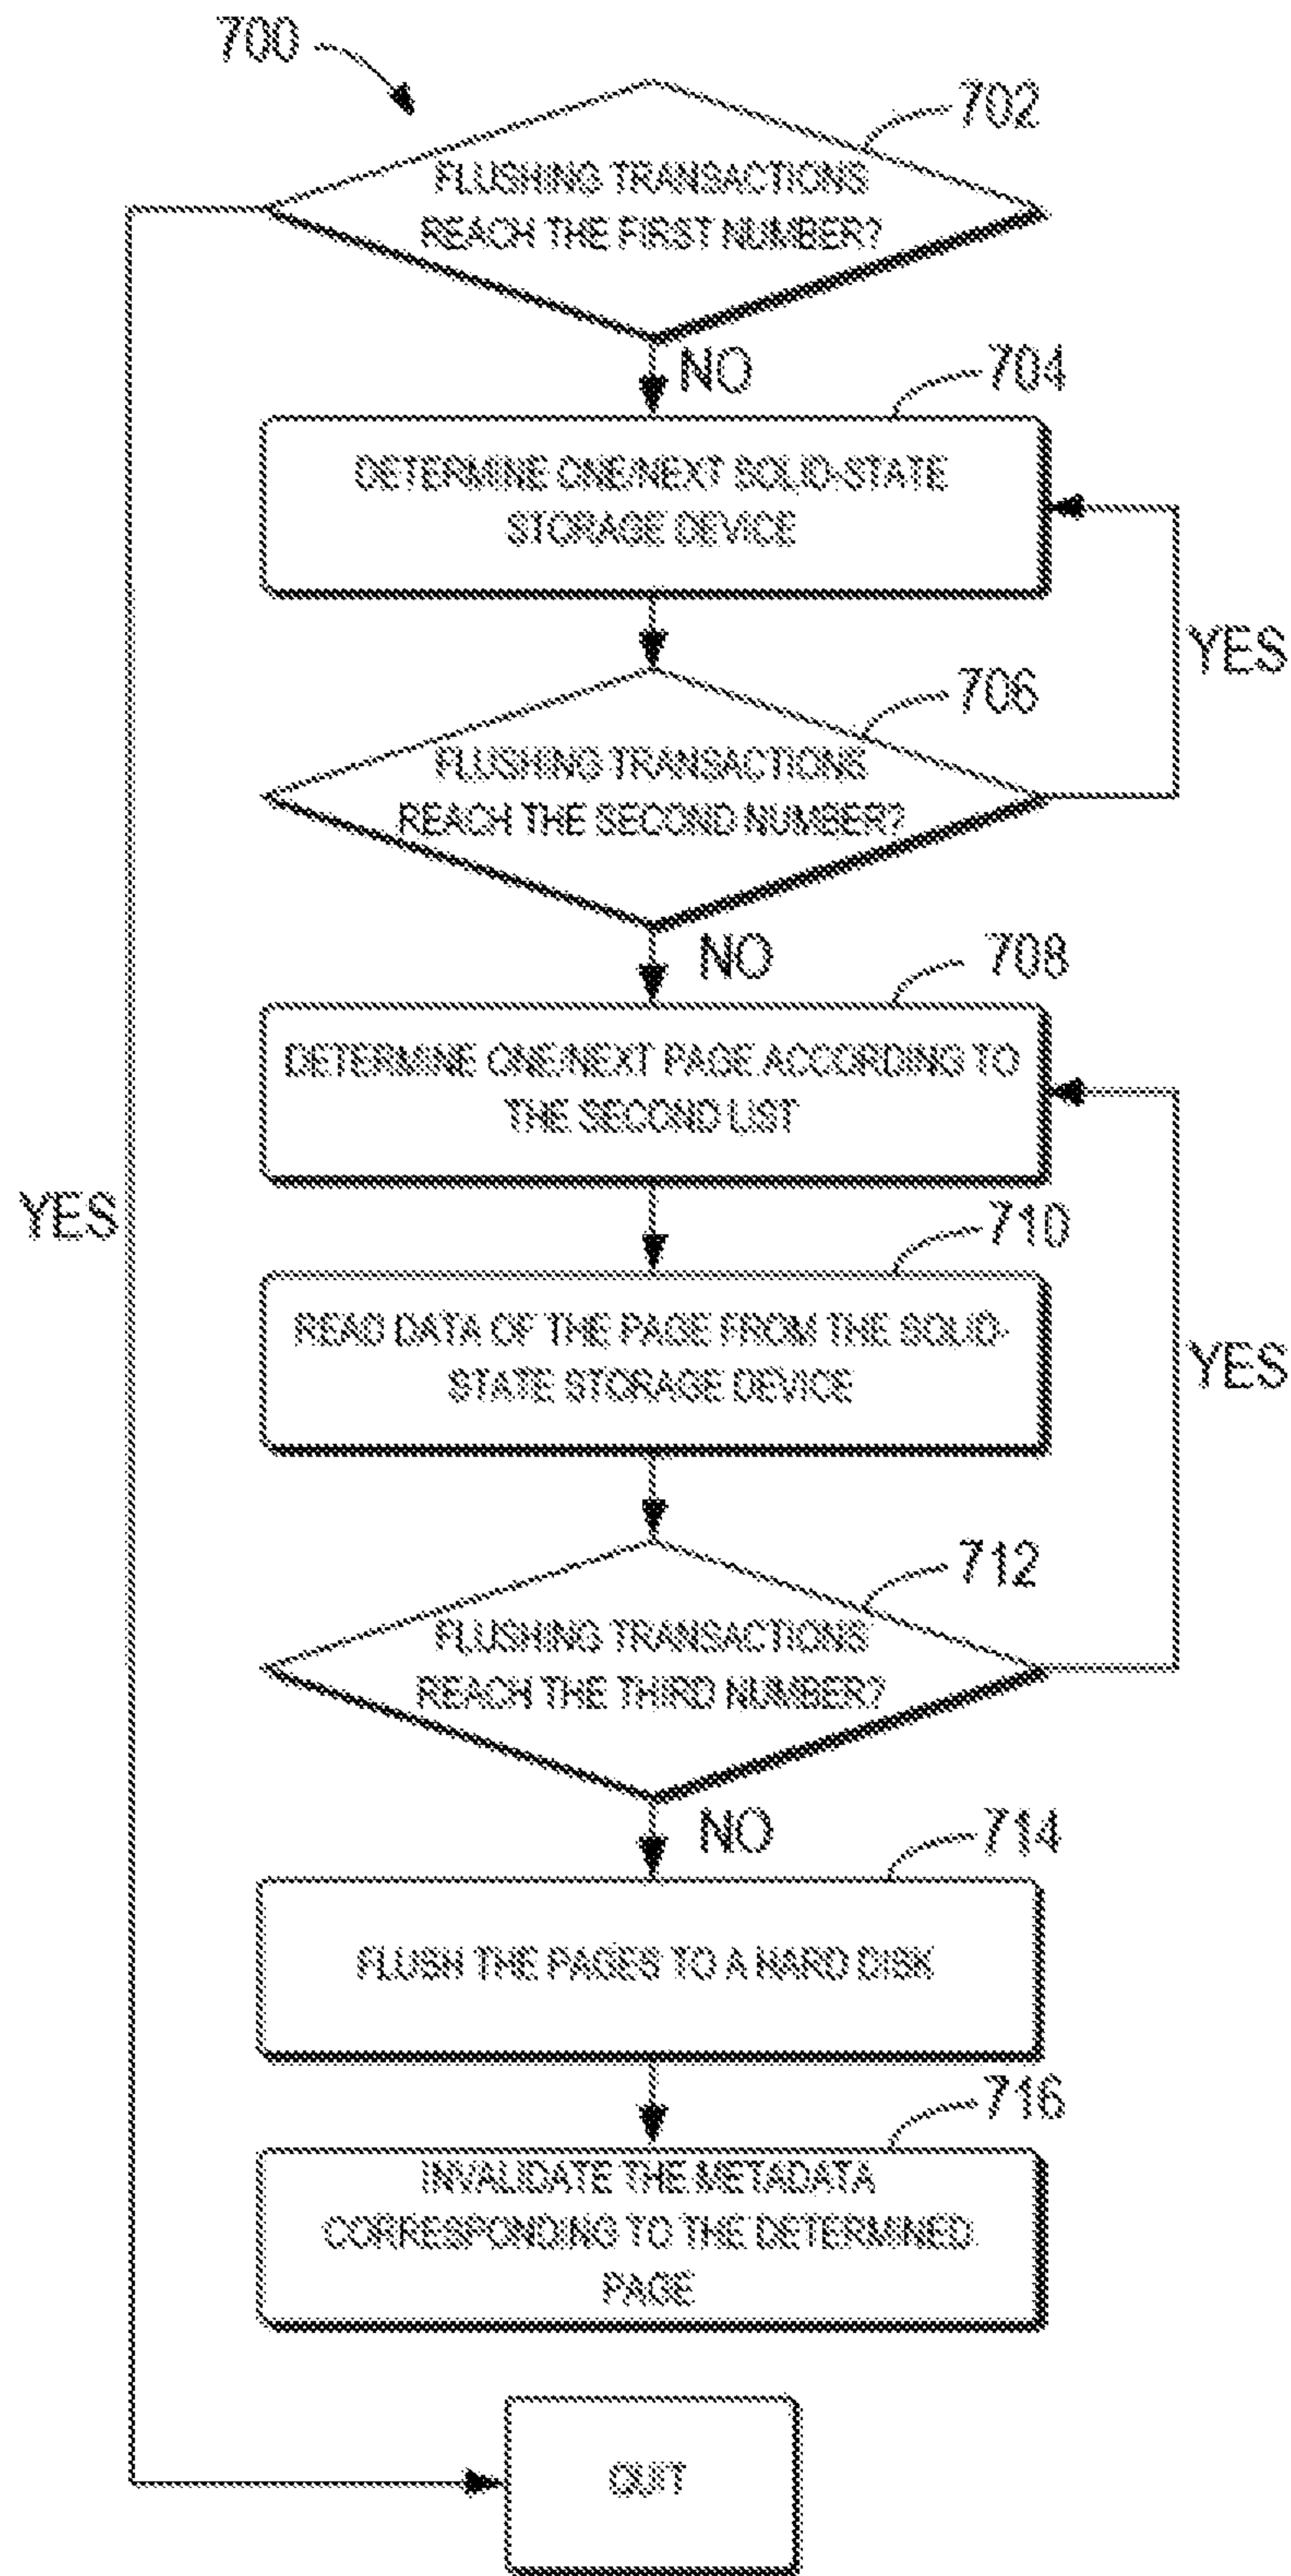 700
702
FLUSHING TRANSACTIONS
REACH THE FIRST NUMBER?
NO
704
DETERMINE ONE/NEXT SOLID-STATE
STORAGE DEVICE
YES
706
FLUSHING TRANSACTIONS
REACH THE SECOND NUMBER?
NO
708
DETERMINE ONE/NEXT PAGE ACCORDING TO
THE SECOND LIST
YES
710
READ DATA OF THE PAGE FROM THE SOLID-
STATE STORAGE DEVICE
YES
712
FLUSHING TRANSACTIONS
REACH THE THIRD NUMBER?
NO
714
FLUSH THE PAGES TO A HARD DISK
716
INVALIDATE THE METADATA
CORRESPONDING TO THE DETERMINED
PAGE
QUIT